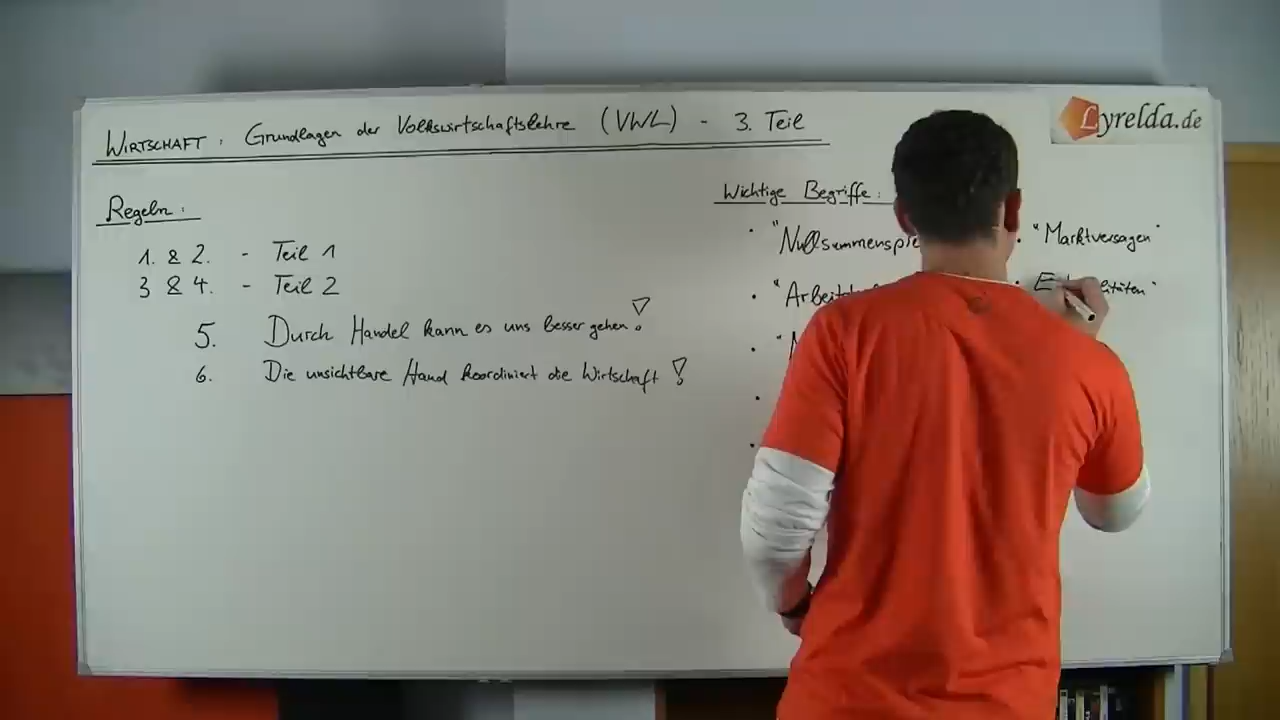 WIRTSCHAFT: Grundlagen der Volkswirtschaftslehre (VWL) - 3. Teil
Lyrelda.de
Regeln:
1. & 2. - Teil 1
3 & 4. - Teil 2
5. Durch Handel kann es uns besser gehen!
6. Die unsichtbare Hand koordiniert die Wirtschaft!
Wichtige Begriffe:
"Marktversagen"